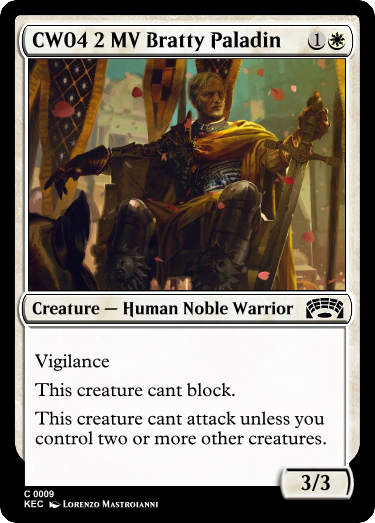 CW04 2 MV Bratty Paladin 1
Creature — Human Noble Warrior
Vigilance
This creature cant block.
This creature cant attack unless you
control two or more other creatures.
3/3
C 0009
KEC Lorenzo Mastroianni